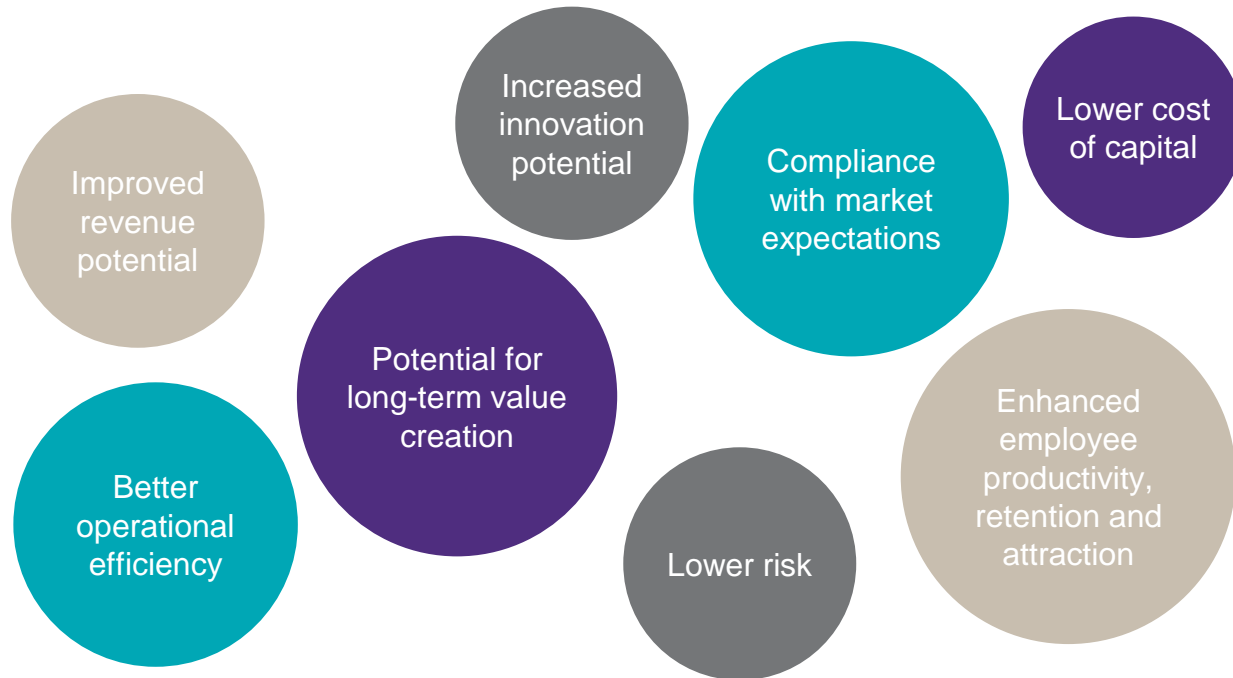 Improved
revenue
potential
Increased
innovation
potential
Compliance
with market
expectations
Lower cost
of capital
Potential for
long-term value
creation
Better
operational
efficiency
Lower risk
Enhanced
employee
productivity,
retention and
attraction